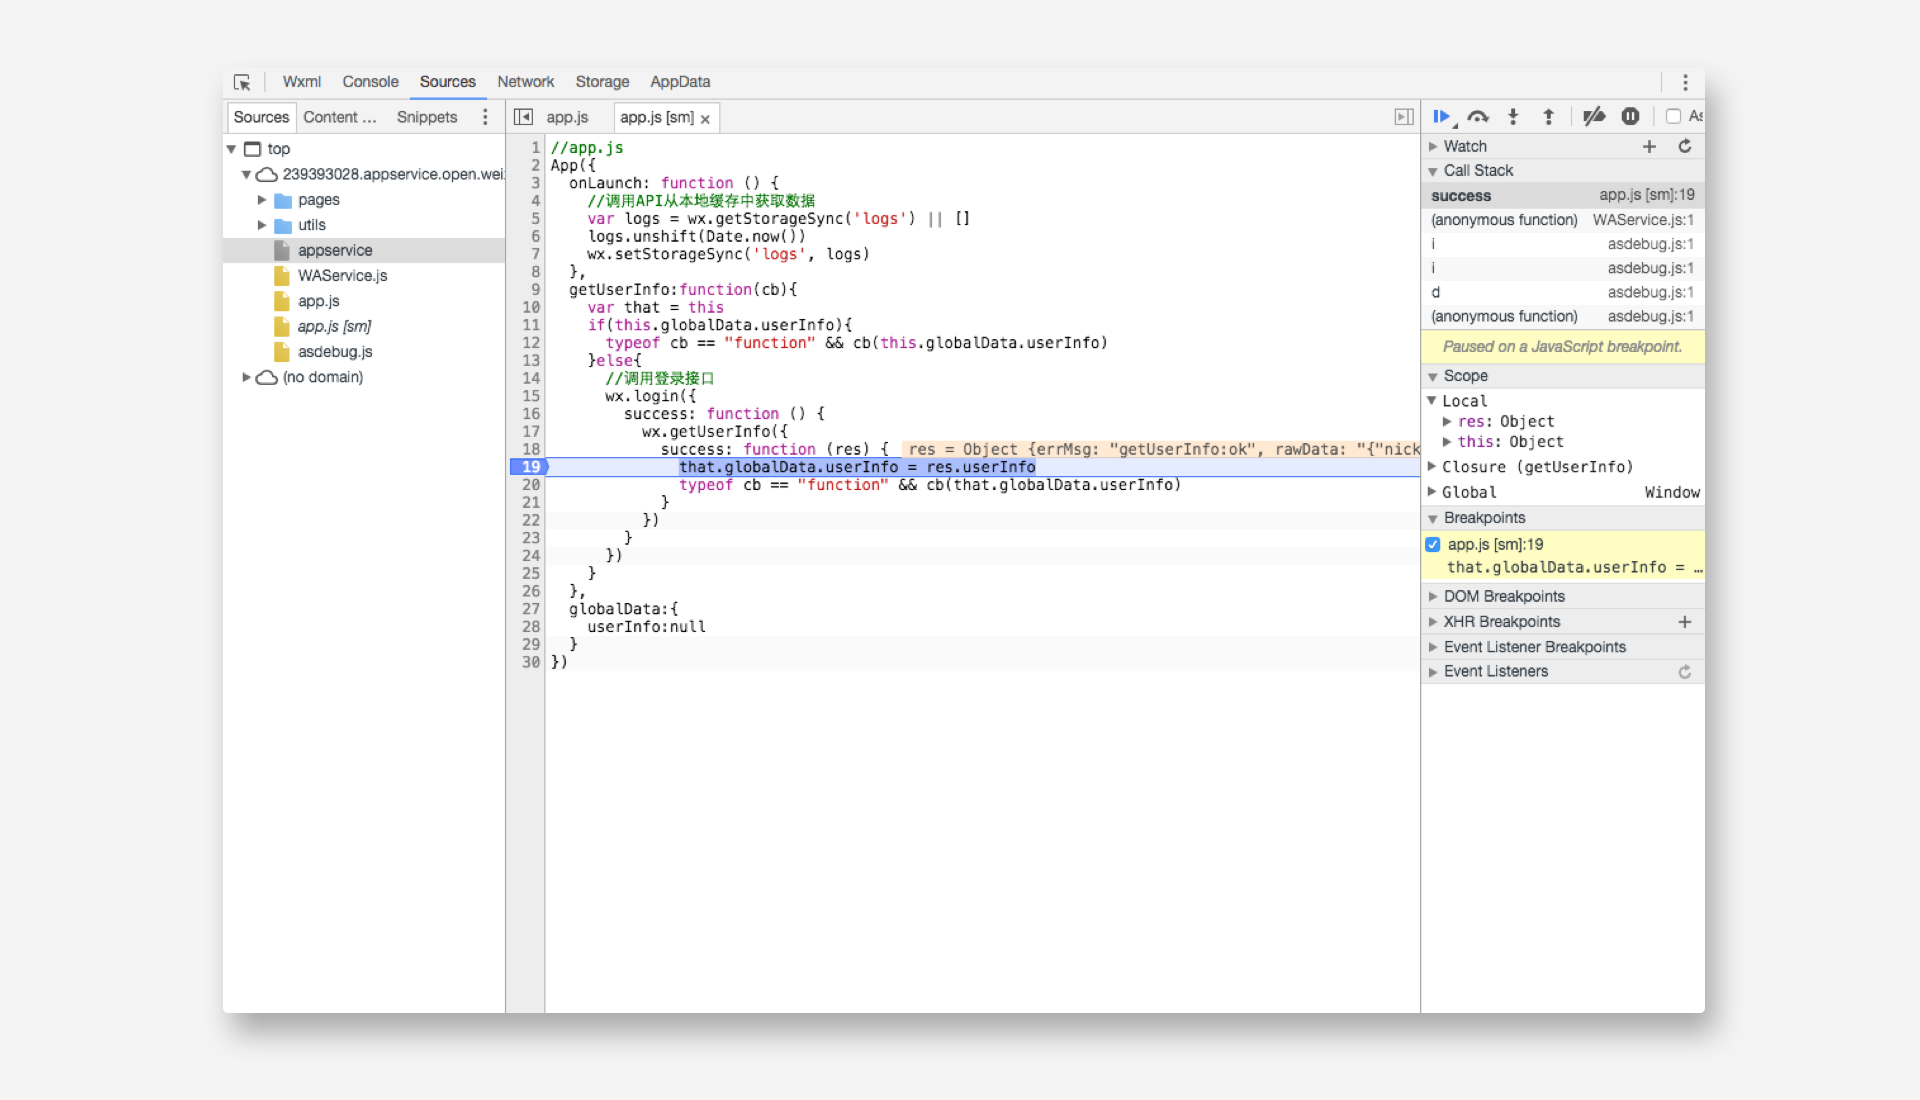 Wxml Console Sources Network Storage AppData
Sources Content ... Snippets
top
239393028.appservice.open.wei
pages
utils
appservice
WAService.js
app.js
app.js [sm]
asdebug.js
(no domain)
app.js app.js [sm] ×
1 //app.js
2 App({
3 onLaunch: function () {
4 //调用API从本地缓存中获取数据
5 var logs = wx.getStorageSync('logs') || []
6 logs.unshift(Date.now())
7 wx.setStorageSync('logs', logs)
8 },
9 getUserInfo:function(cb){
10 var that = this
11 if(this.globalData.userInfo){
12 typeof cb == "function" && cb(this.globalData.userInfo)
13 }else{
14 //调用登录接口
15 wx.login({
16 success: function () {
17 wx.getUserInfo({
18 success: function (res) { res = Object {errMsg: "getUserInfo:ok", rawData: "{"nick
19 that.globalData.userInfo = res.userInfo
20 typeof cb == "function" && cb(that.globalData.userInfo)
21 }
22 })
23 }
24 })
25 }
26 },
27 globalData:{
28 userInfo:null
29 }
30 })
As
Watch
Call Stack
success app.js [sm]:19
(anonymous function) WAService.js:1
i asdebug.js:1
i asdebug.js:1
d asdebug.js:1
(anonymous function) asdebug.js:1
Paused on a JavaScript breakpoint.
Scope
Local
res: Object
this: Object
Closure (getUserInfo)
Global Window
Breakpoints
app.js [sm]:19
that.globalData.userInfo = …
DOM Breakpoints
XHR Breakpoints
Event Listener Breakpoints
Event Listeners